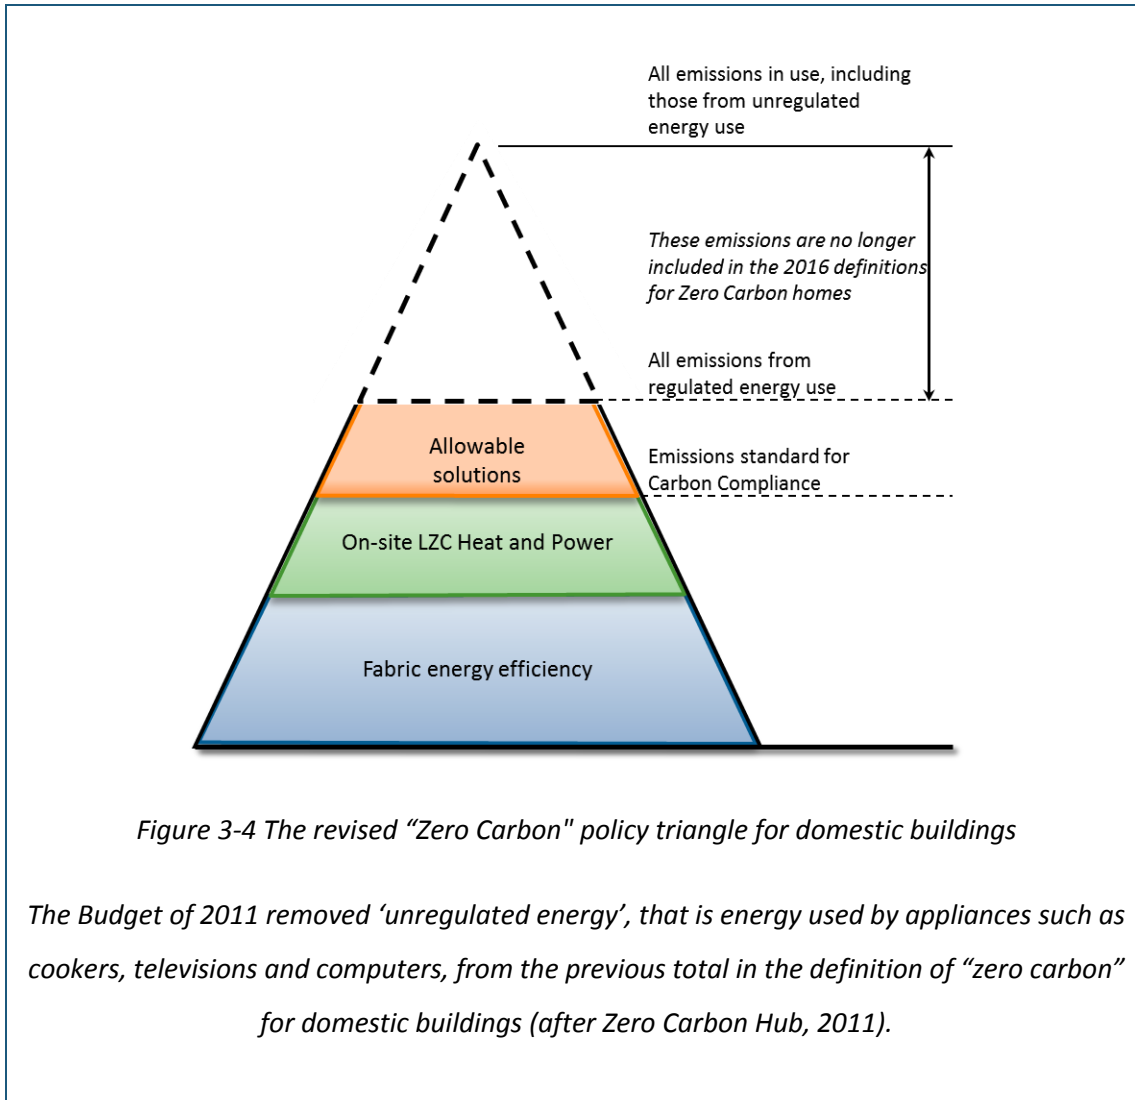 All emissions in use, including
those from unregulated
energy use
These emissions are no longer
included in the 2016 definitions
for Zero Carbon homes
All emissions from
regulated energy use
Allowable
solutions
Emissions standard for
Carbon Compliance
On-site LZC Heat and Power
Fabric energy efficiency
Figure 3-4 The revised “Zero Carbon" policy triangle for domestic buildings
The Budget of 2011 removed ‘unregulated energy’, that is energy used by appliances such as
cookers, televisions and computers, from the previous total in the definition of “zero carbon”
for domestic buildings (after Zero Carbon Hub, 2011).